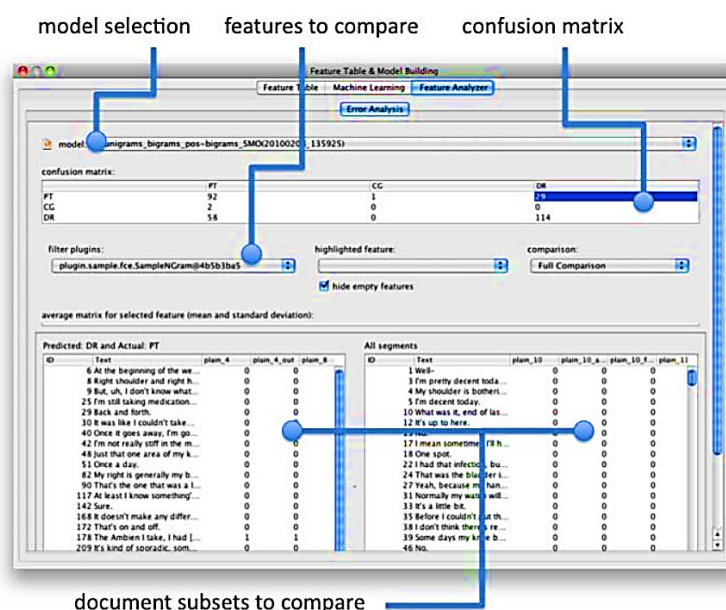 model selection features to compare confusion matrix
Feature Table & Model Building
Feature Table Machine Learning Feature Analyzer
Error Analysis
model: unigrams_bigrams_pos-bigrams_SMO(2010020 _135925)
confusion matrix:
PT CG DR
PT 92 1 29
CG 2 0 0
DR 58 0 114
filter plugins: highlighted feature: comparison:
plugin.sample.fce.SampleNGram@4b5b3ba5 Full Comparison
hide empty features
average matrix for selected feature (mean and standard deviation):
Predicted: DR and Actual: PT
ID Text plain_4 plain_4_out plain_8
6 At the beginning of the we... 0 0
8 Right shoulder and right h... 0 0
9 But, uh, I don't know what... 0 0
25 I'm still taking medication... 0 0
29 Back and forth. 0 0
30 It was like I couldn't take... 0 0
40 Once it goes away, I'm go... 0
42 I'm not really stiff in the m... 0 0
48 Just that one area of my k... 0 0
51 Once a day. 0 0
82 My right is generally my b... 0 0
90 That's the one that was a l... 0 0
117 At least I know something'... 0 0
142 Sure. 0 0
168 It doesn't make any differ... 0 0
172 That's on and off. 0 0
178 The Ambien I take, I had [... 1 1
209 It's kind of sporadic, som... 0 0
All segments
ID Text plain_10 plain_10_a... plain_10_f... plain_11
1 Well- 0 0 0
3 I'm pretty decent toda... 0 0 0
4 My shoulder is botheri... 0 0 0
5 I'm decent today. 0 0 0
10 What was it, end of las... 0 0 0
12 It's up to here. 0 0 0
No. 0 0
17 I mean sometime I'll h... 0 0 0
18 One spot. 0 0 0
22 I had that infectio , bu... 0 0 0
24 That was the bla der i... 0 0 0
27 Yeah, because m han... 0 0 0
31 Normally my wat will... 0 0 0
33 It's a little bit. 0 0 0
35 Before I couldn't ut th... 0 0 0
38 I don't think there s re... 0 0 0
39 Some days my kn e b... 0 0 0
46 No. 0 0 0
document subsets to compare